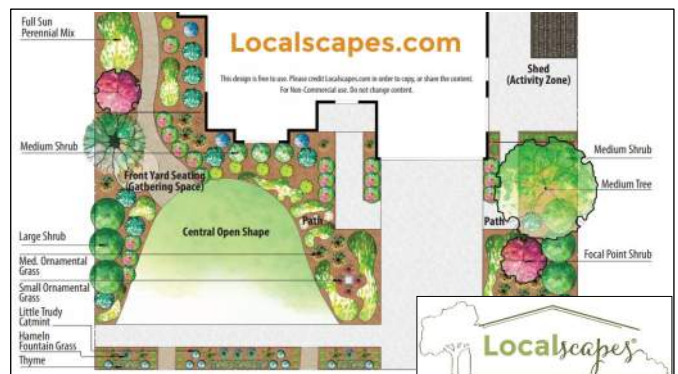 Full Sun
Perennial Mix
Localscapes.com
This design is free to use. Please credit Localscapes.com in order to copy, or share the content.
For Non-Commercial use. Do not change content.
Shed
(Activity Zone)
Medium Shrub
Front Yard Seating
(Gathering Space)
Medium Shrub
Medium Tree
Large Shrub
Central Open Shape
Path
Path
Focal Point Shrub
Med. Ornamental
Grass
Small Ornamental
Grass
Little Trudy
Catmint
Hameln
Fountain Grass
Thyme
Localscapes®